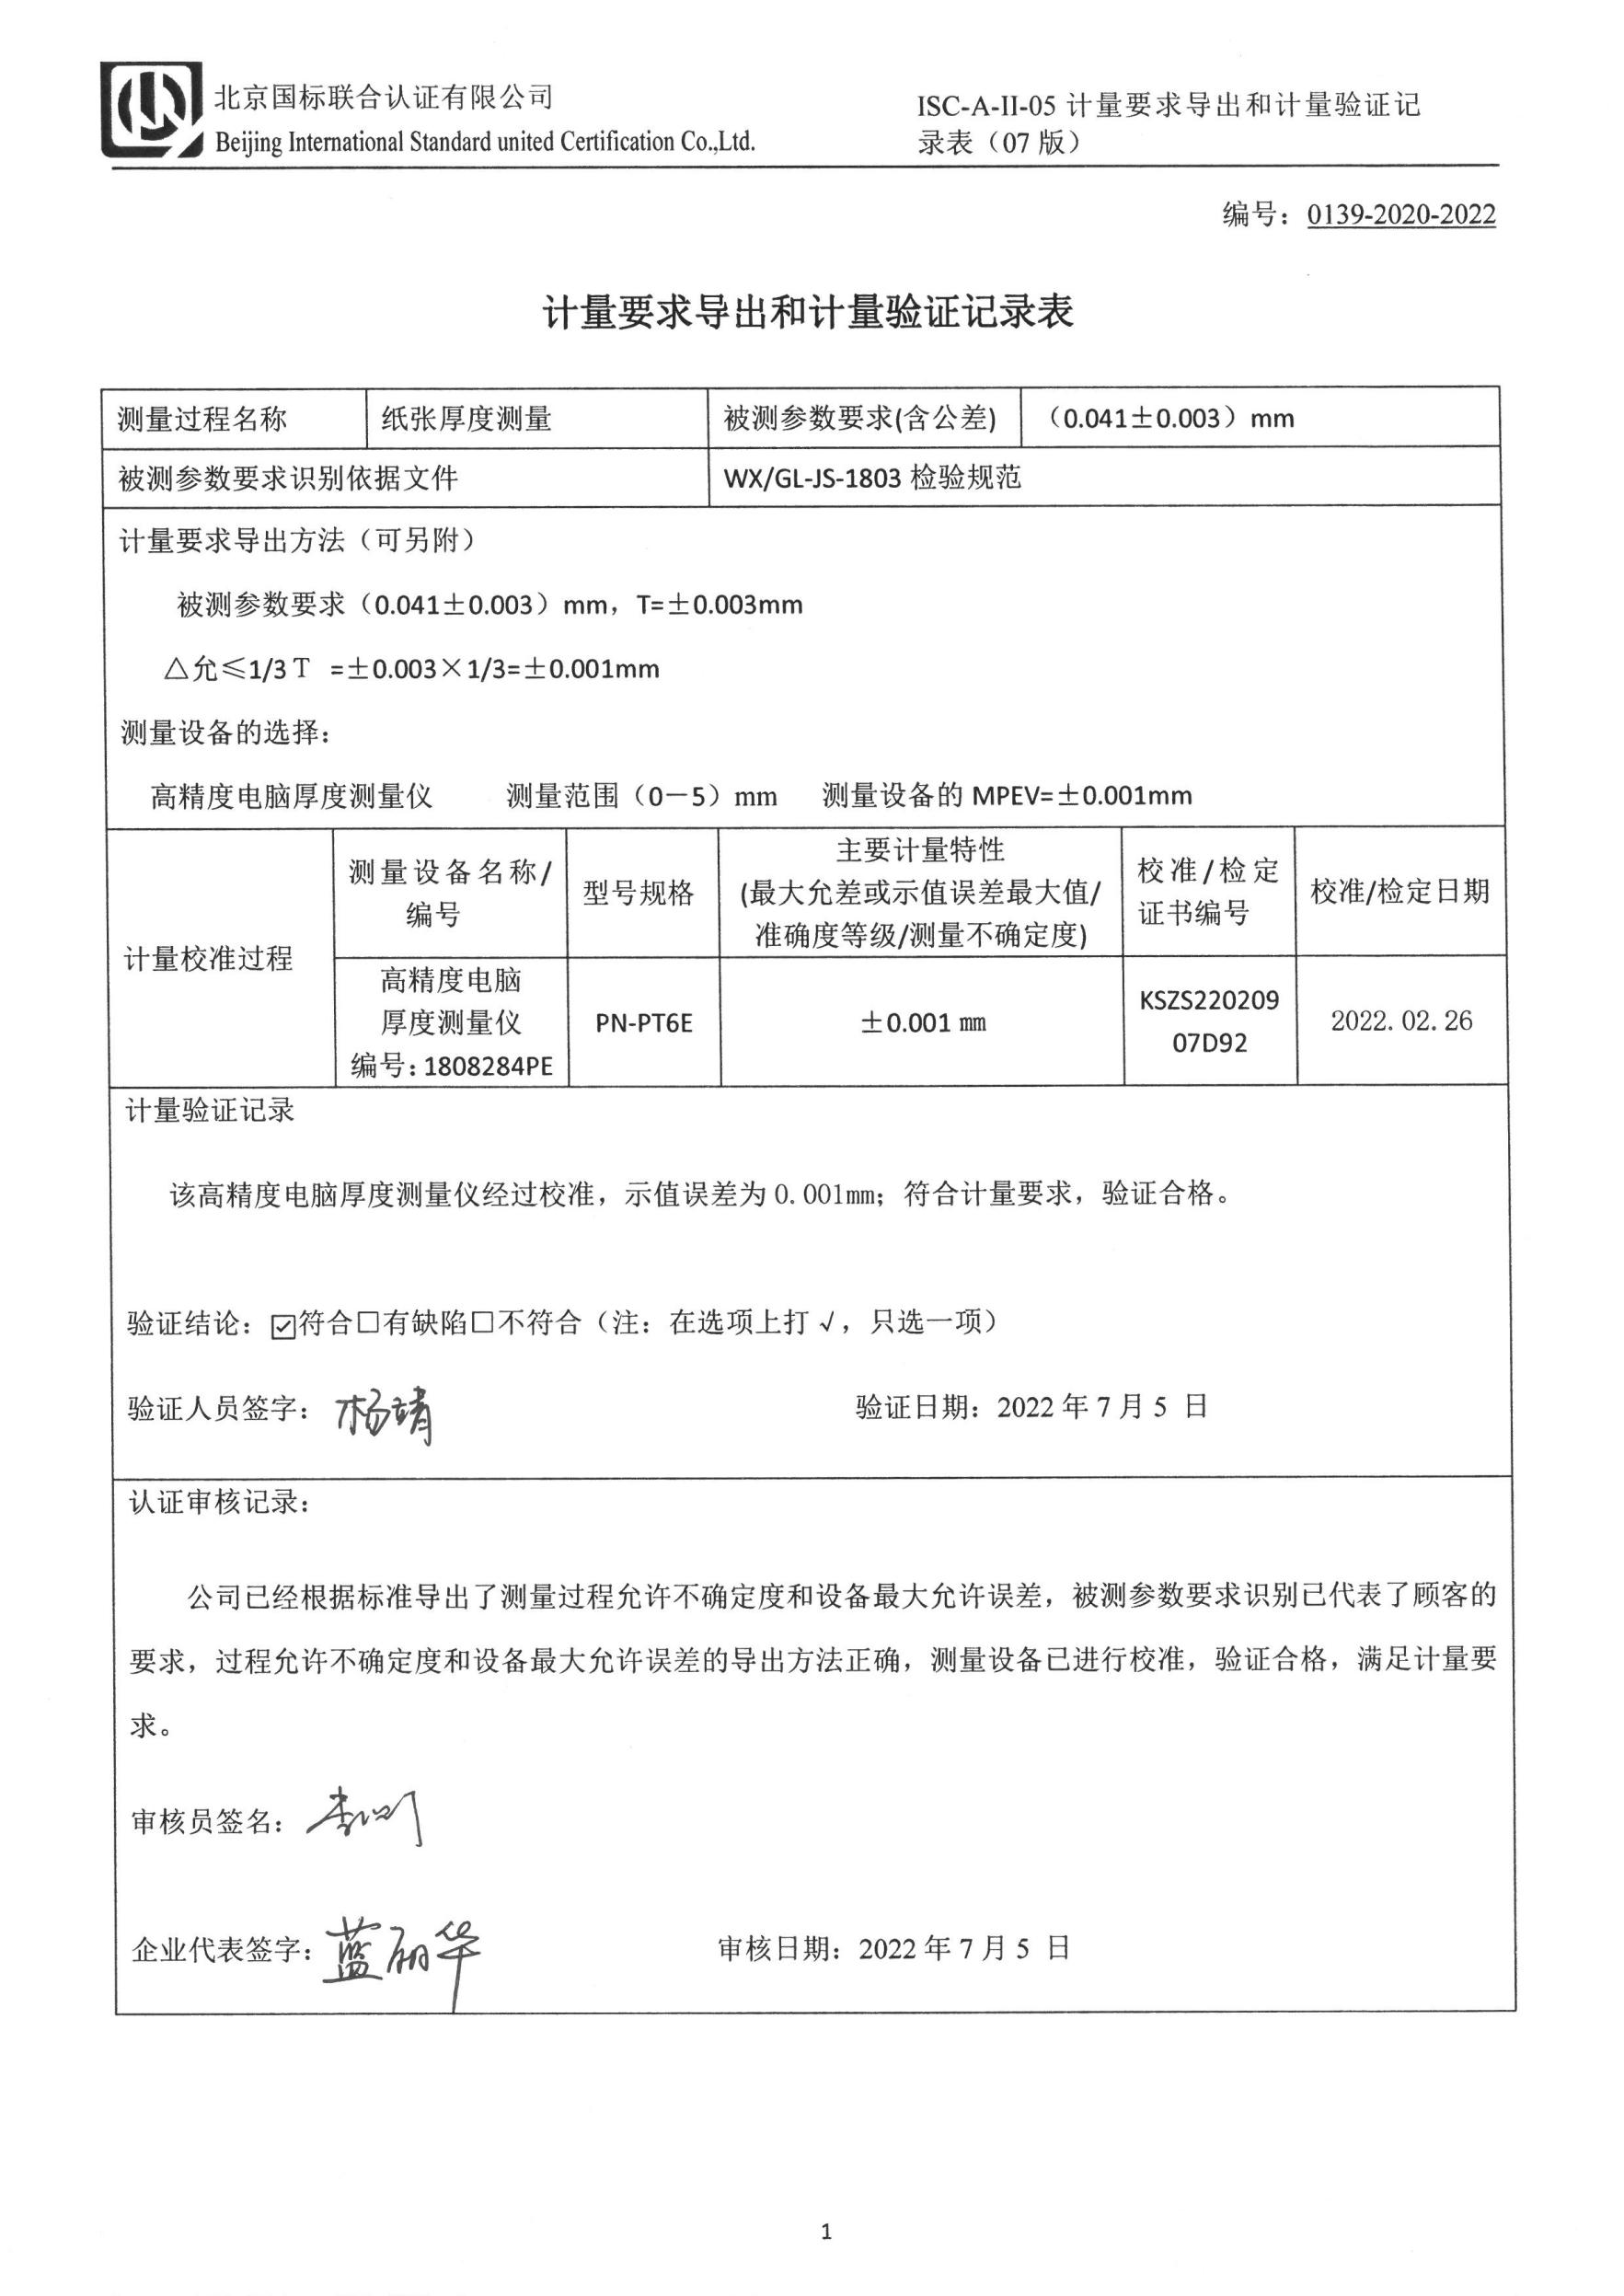 北京国标联合认证有限公司
Beijing International Standard united Certification Co.,Ltd.
ISC-A-II-05 计量要求导出和计量验证记
录表（07 版）
编号：0139-2020-2022
计量要求导出和计量验证记录表
测量过程名称 纸张厚度测量 被测参数要求(含公差) （0.041±0.003）mm
被测参数要求识别依据文件 WX/GL-JS-1803 检验规范
计量要求导出方法（可另附）
被测参数要求（0.041±0.003）mm，T=±0.003mm
△允≤1/3 T =±0.003×1/3=±0.001mm
测量设备的选择：
高精度电脑厚度测量仪 测量范围（0－5）mm 测量设备的 MPEV=±0.001mm
计量校准过程
测量设备名称/
编号
型号规格
主要计量特性
(最大允差或示值误差最大值/
准确度等级/测量不确定度)
校准/检定
证书编号
校准/检定日期
高精度电脑
厚度测量仪
编号：1808284PE
PN-PT6E
±0.001 mm
KSZS220209
07D92
2022.02.26
计量验证记录
该高精度电脑厚度测量仪经过校准，示值误差为 0.001mm；符合计量要求，验证合格。
验证结论：☑符合□有缺陷□不符合（注：在选项上打√，只选一项）
验证人员签字：杨靖 验证日期：2022 年 7 月 5 日
认证审核记录：
公司已经根据标准导出了测量过程允许不确定度和设备最大允许误差，被测参数要求识别已代表了顾客的
要求，过程允许不确定度和设备最大允许误差的导出方法正确，测量设备已进行校准，验证合格，满足计量要
求。
审核员签名：
企业代表签字：蓝丽华 审核日期：2022 年 7 月 5 日
1